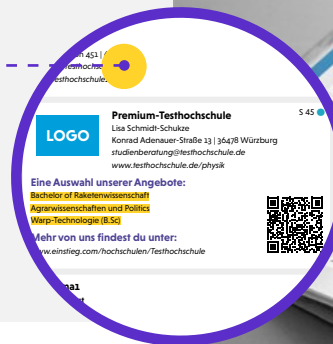 451 |
LOGO
Premium-Testhochschule
S 45
Lisa Schmidt-Schukze
Konrad Adenauer-Straße 13 | 36478 Würzburg
studienberatung@testhochschule.de
www.testhochschule.de/physik
Eine Auswahl unserer Angebote:
Bachelor of Raketenwissenschaft
Agrarwissenschaften und Politics
Warp-Technologie (B.Sc)
Mehr von uns findest du unter:
www.einstieg.com/hochschulen/Testhochschule